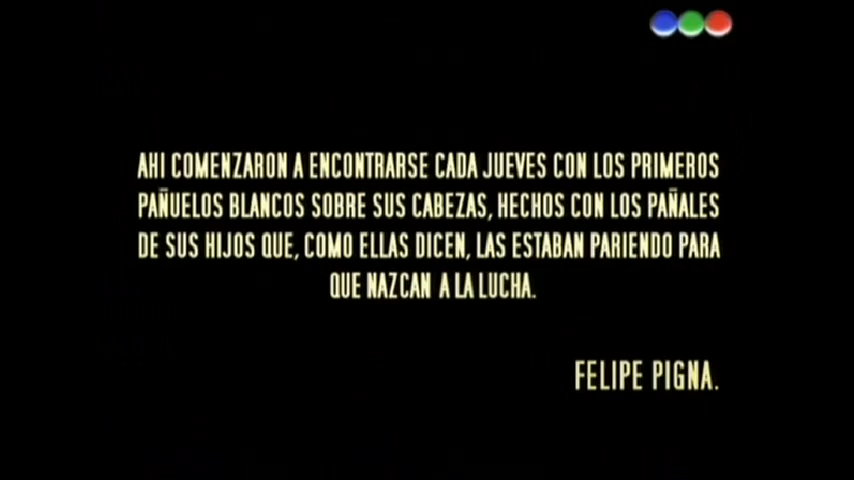 AHI COMENZARON A ENCONTRARSE CADA JUEVES CON LOS PRIMEROS
PAÑUELOS BLANCOS SOBRE SUS CABEZAS, HECHOS CON LOS PAÑALES
DE SUS HIJOS QUE, COMO ELLAS DICEN, LAS ESTABAN PARIENDO PARA
QUE NAZCAN A LA LUCHA.
FELIPE PIGNA.